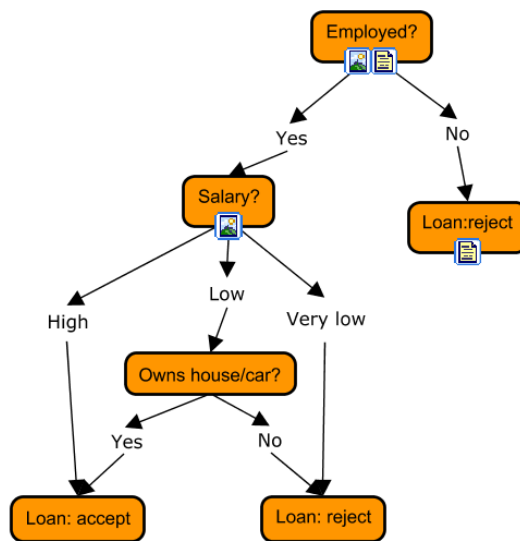 Employed?
Yes
No
Salary?
Loan:reject
High
Low
Very low
Owns house/car?
Yes
No
Loan: accept
Loan: reject